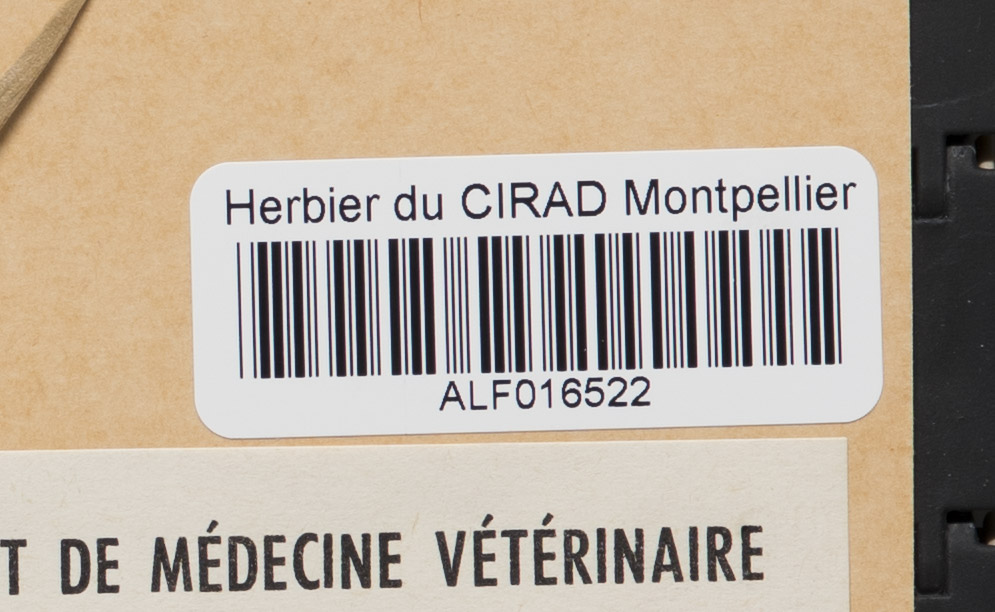 Herbier du CIRAD Montpellier
ALF016522
T DE MÉDECINE VÉTÉRINAIRE